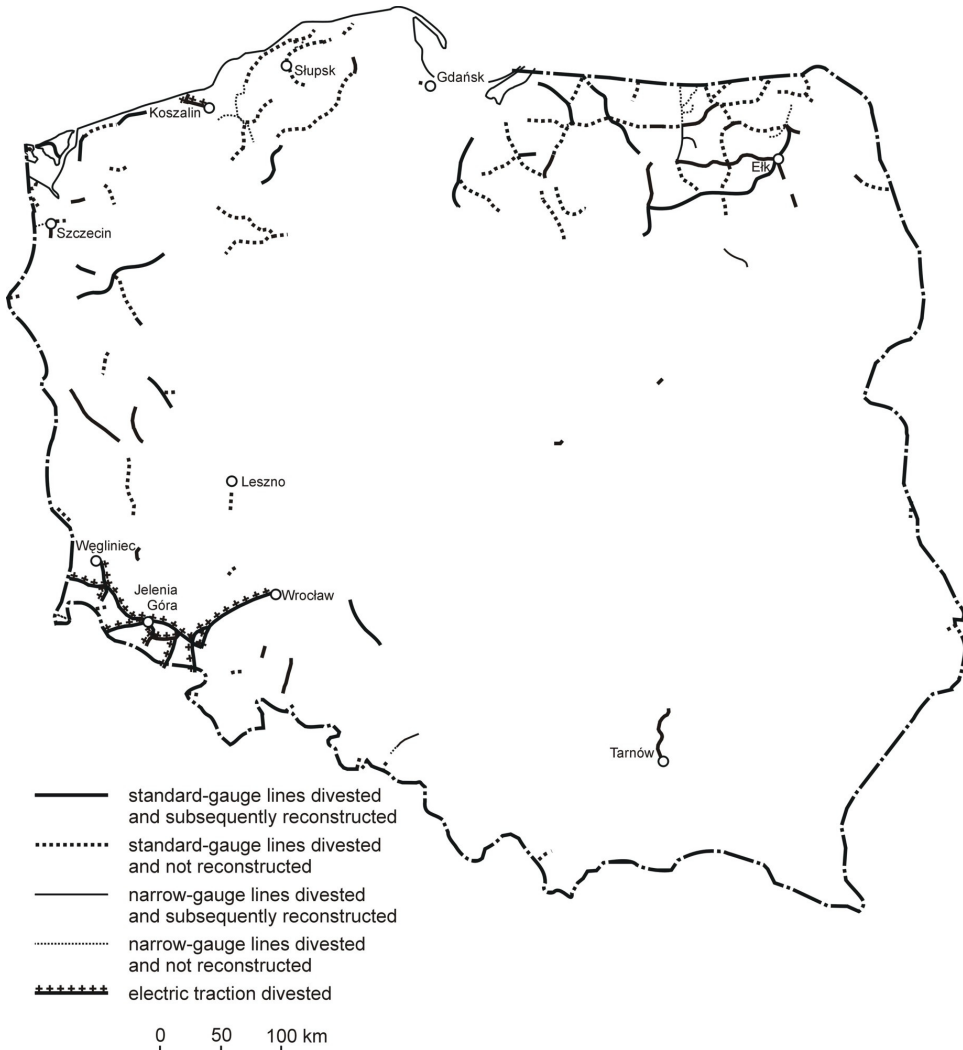 Słupsk
Gdańsk
Koszalin
Ełk
Szczecin
Leszno
Węgliniec
Jelenia
Góra
Wrocław
Tarnów
standard-gauge lines divested
and subsequently reconstructed
standard-gauge lines divested
and not reconstructed
narrow-gauge lines divested
and subsequently reconstructed
narrow-gauge lines divested
and not reconstructed
electric traction divested
0 50 100 km